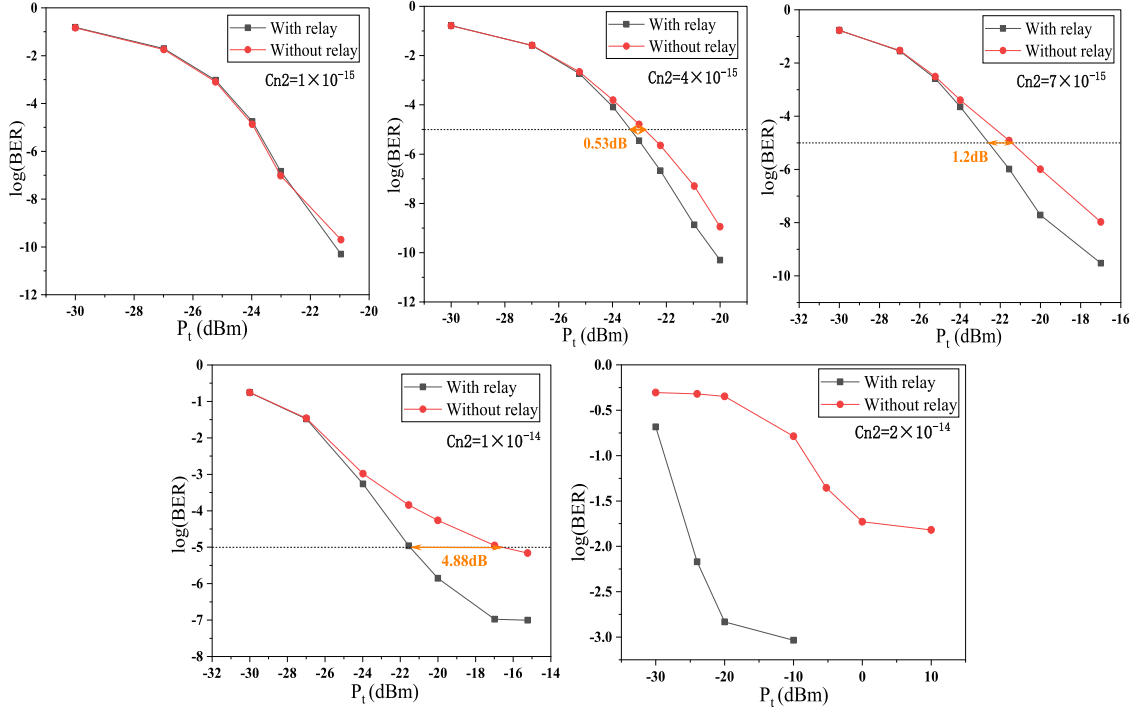 0
-2
-4
-6
-8
-10
-12
-30
-28
-26
-24
-22
-20
log(BER)
P_t (dBm)
With relay
Without relay
Cn2=1×10⁻¹⁵
0
-2
-4
-6
-8
-10
-12
-30
-28
-26
-24
-22
-20
log(BER)
P_t (dBm)
With relay
Without relay
Cn2=4×10⁻¹⁵
0.53dB
0
-2
-4
-6
-8
-10
-32
-30
-28
-26
-24
-22
-20
-18
-16
log(BER)
P_t (dBm)
With relay
Without relay
Cn2=7×10⁻¹⁵
1.2dB
0
-1
-2
-3
-4
-5
-6
-7
-8
-32
-30
-28
-26
-24
-22
-20
-18
-16
-14
log(BER)
P_t (dBm)
With relay
Without relay
Cn2=1×10⁻¹⁴
4.88dB
0.0
-0.5
-1.0
-1.5
-2.0
-2.5
-3.0
-30
-20
-10
0
10
log(BER)
P_t (dBm)
With relay
Without relay
Cn2=2×10⁻¹⁴